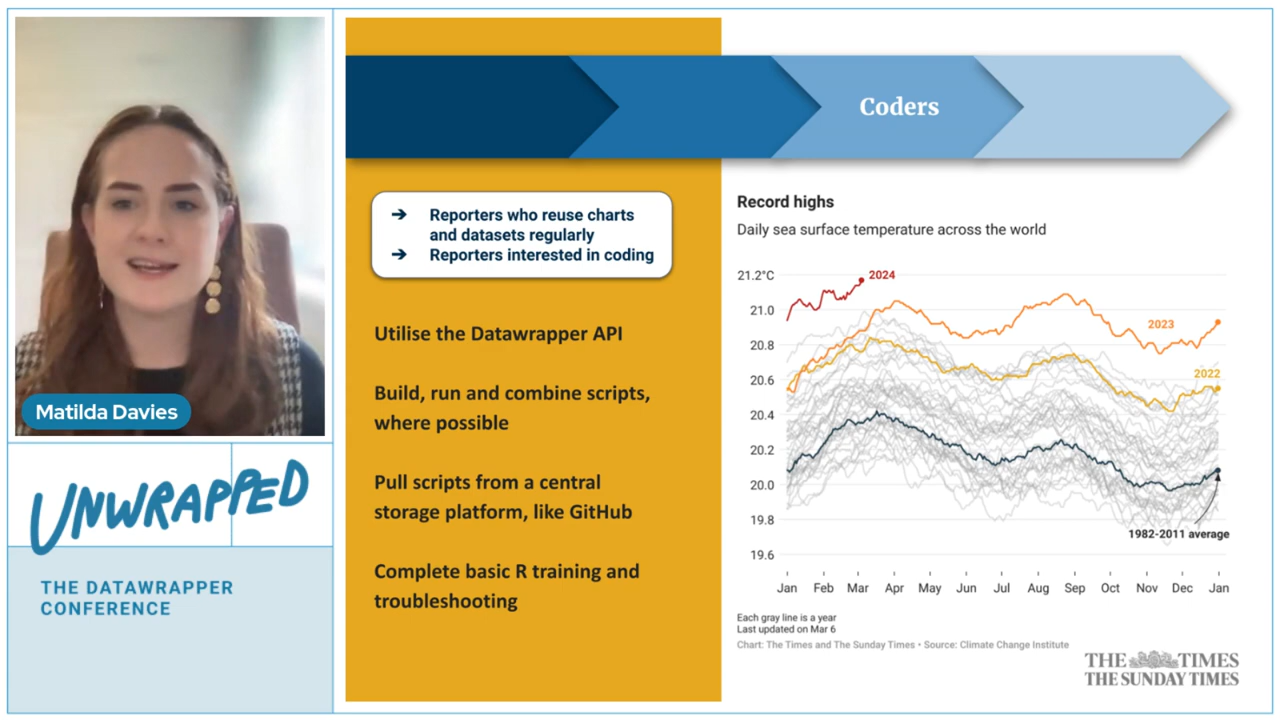 Matilda Davies
UNWRAPPED
THE DATAWRAPPER
CONFERENCE
Coders
➔ Reporters who reuse charts
and datasets regularly
➔ Reporters interested in coding
Utilise the Datawrapper API
Build, run and combine scripts,
where possible
Pull scripts from a central
storage platform, like GitHub
Complete basic R training and
troubleshooting
Record highs
Daily sea surface temperature across the world
21.2°C
21.0
20.8
20.6
20.4
20.2
20.0
19.8
19.6
2024
2023
2022
1982-2011 average
Jan Feb Mar Apr May Jun Jul Aug Sep Oct Nov Dec Jan
Each gray line is a year
Last updated on Mar 6
Chart: The Times and The Sunday Times • Source: Climate Change Institute
THE TIMES
THE SUNDAY TIMES